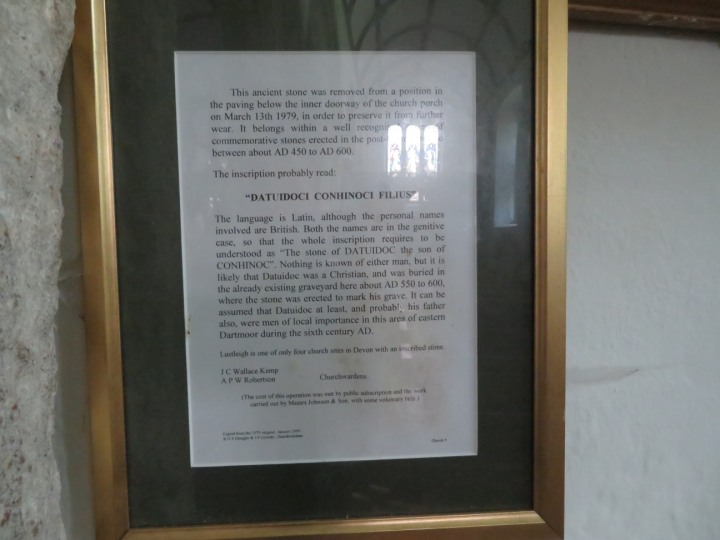 This ancient stone was removed from a position in
the paving below the inner doorway of the church porch
on March 13th 1979, in order to preserve it from further
wear. It belongs within a well of
commemorative stones erected in the
between about AD 450 to AD 600.
The inscription probably read:
"DATUIDOCI CONHINOCI FILIUS"
The language is Latin, although the personal names
involved are British. Both the names are in the genitive
case, so that the whole inscription requires to be
understood as "The stone of DATUIDOC the son of
CONHINOC". Nothing is known of either man, but it is
likely that Datuidoc was a Christian, and was buried in
the already existing graveyard here about AD 550 to 600,
where the stone was erected to mark his grave. It can be
assumed that Datuidoc at least, and probably his father
also, were men of local importance in this area of eastern
Dartmoor during the sixth century AD.
Lustleigh is one of only four church sites in Devon with an inscribed stone.
J C Wallace Kemp
A P W Robertson Churchwardens
(The cost of this operation was met by public subscription and the work
carried out by Messrs Johnson & Son, with some voluntary help.)
Copied from the 1979 original, January
Church